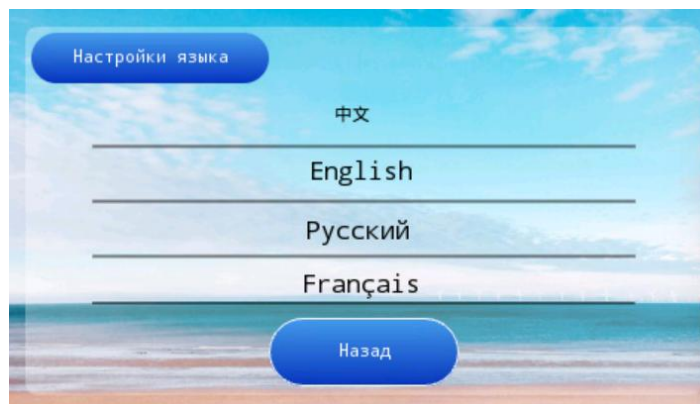 Настройки языка
中文
English
Русский
Français
Назад